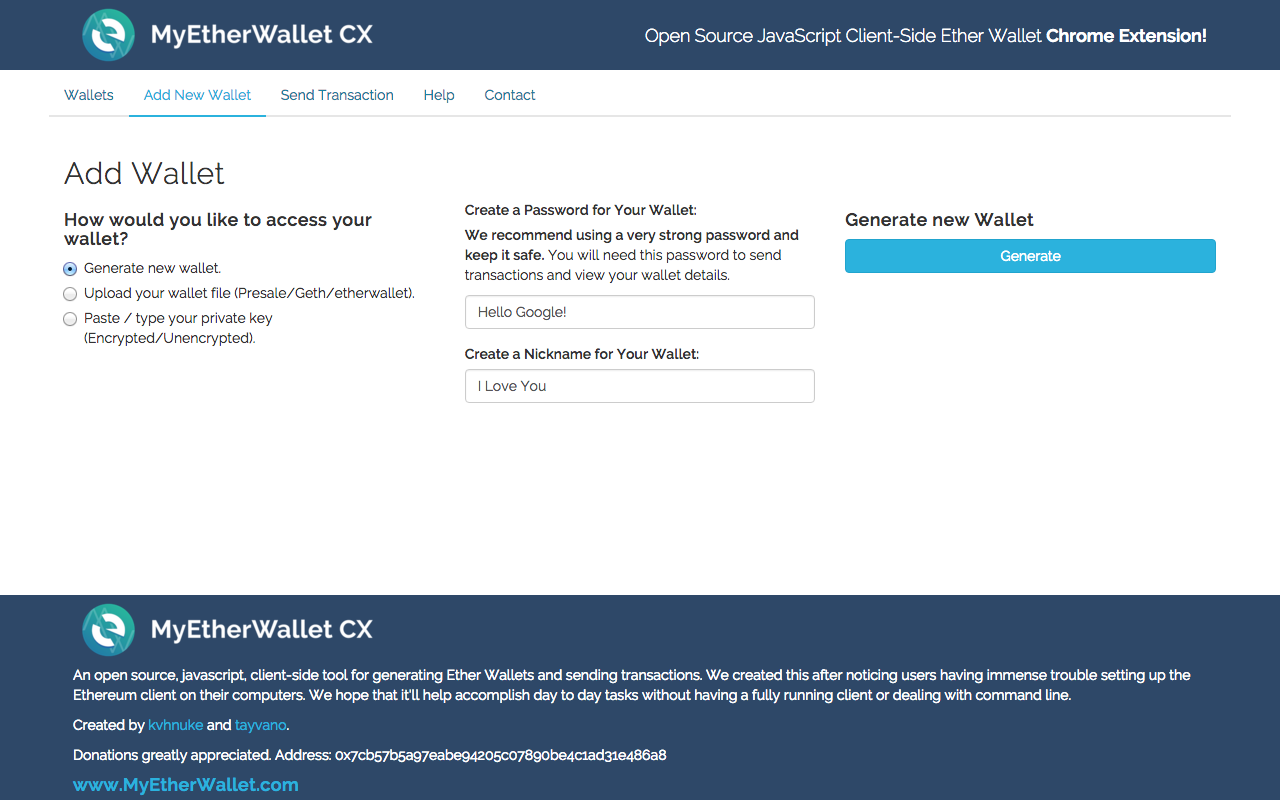 MyEtherWallet CX
Open Source JavaScript Client-Side Ether Wallet Chrome Extension!
Wallets
Add New Wallet
Send Transaction
Help
Contact
Add Wallet
How would you like to access your
wallet?
Generate new wallet.
Upload your wallet file (Presale/Geth/etherwallet).
Paste / type your private key
(Encrypted/Unencrypted).
Create a Password for Your Wallet:
We recommend using a very strong password and
keep it safe. You will need this password to send
transactions and view your wallet details.
Hello Google!
Create a Nickname for Your Wallet:
I Love You
Generate new Wallet
Generate
MyEtherWallet CX
An open source, javascript, client-side tool for generating Ether Wallets and sending transactions. We created this after noticing users having immense trouble setting up the
Ethereum client on their computers. We hope that it'll help accomplish day to day tasks without having a fully running client or dealing with command line.
Created by kvhnuke and tayvano.
Donations greatly appreciated. Address: 0x7cb57b5a97eabe94205c07890be4c1ad31e486a8
www.MyEtherWallet.com